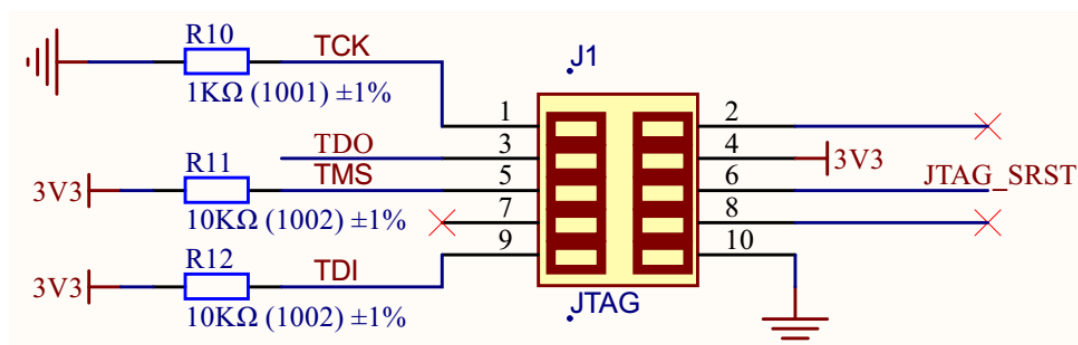 R10
TCK
1KΩ (1001) ±1%
J1
1
2
TDO
3
4
3V3
R11
TMS
3V3
5
6
JTAG_SRST
10KΩ (1002) ±1%
7
8
R12
TDI
9
10
3V3
10KΩ (1002) ±1%
JTAG